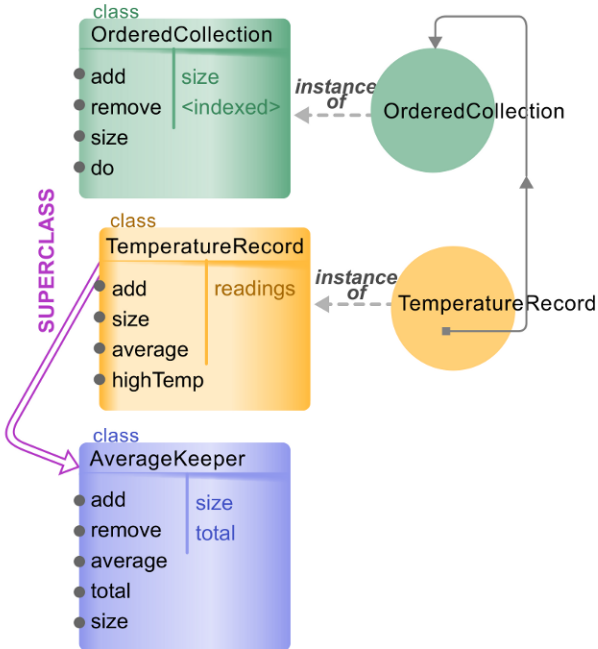 class
OrderedCollection
add
remove
size
do
size
<indexed>
instance
of
OrderedCollection
SUPERCLASS
class
TemperatureRecord
add
size
average
highTemp
readings
instance
of
TemperatureRecord
class
AverageKeeper
add
remove
average
total
size
size
total